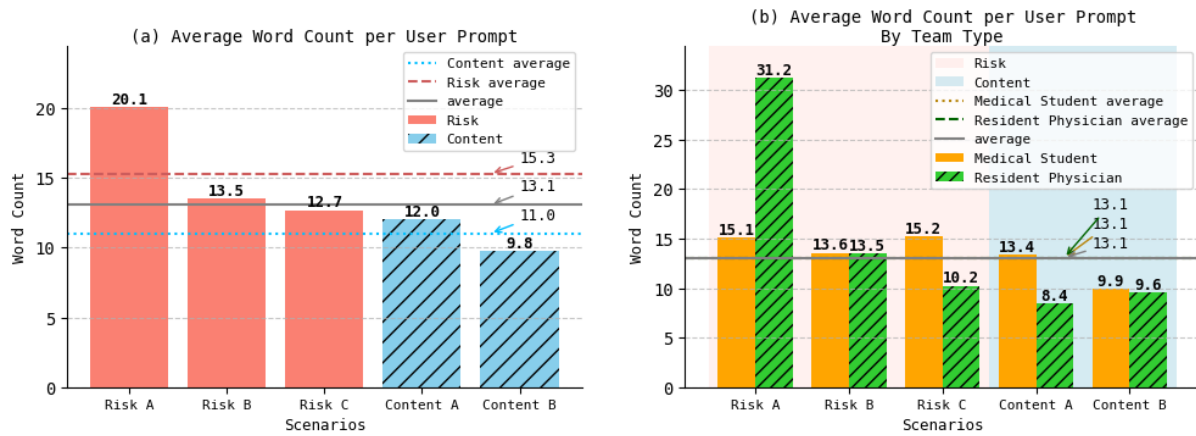 (a) Average Word Count per User Prompt
Word Count
20
15
10
5
0
20.1
13.5
12.7
12.0
9.8
15.3
13.1
11.0
Content average
Risk average
average
Risk
Content
Risk A
Risk B
Risk C
Content A
Content B
Scenarios
(b) Average Word Count per User Prompt
By Team Type
Word Count
30
25
20
15
10
5
0
15.1
31.2
13.6
13.5
15.2
10.2
13.4
8.4
9.9
9.6
13.1
13.1
13.1
Risk
Content
Medical Student average
Resident Physician average
average
Medical Student
Resident Physician
Risk A
Risk B
Risk C
Content A
Content B
Scenarios